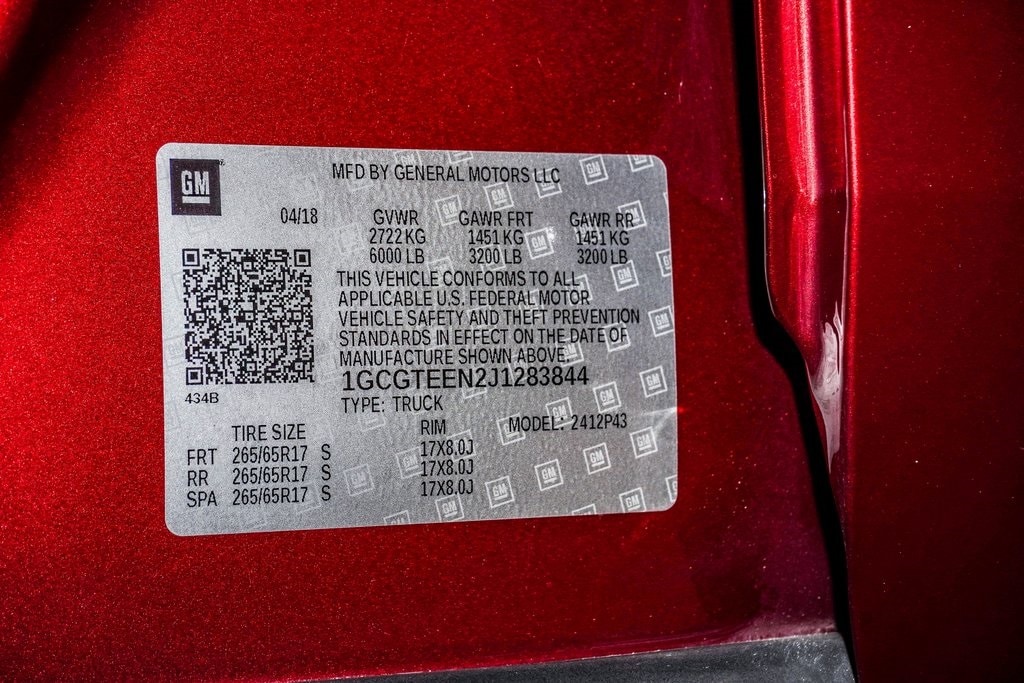 GM
MFD BY GENERAL MOTORS LLC
04/18 GVWR GAWR FRT GAWR RR
2722 KG 1451 KG 1451 KG
6000 LB 3200 LB 3200 LB
THIS VEHICLE CONFORMS TO ALL
APPLICABLE U.S. FEDERAL MOTOR
VEHICLE SAFETY AND THEFT PREVENTION
STANDARDS IN EFFECT ON THE DATE OF
MANUFACTURE SHOWN ABOVE.
1GCGTEEN2J1283844
434B
TYPE: TRUCK
TIRE SIZE RIM MODEL: 2412P43
FRT 265/65R17 S 17X8.0J
RR 265/65R17 S 17X8.0J
SPA 265/65R17 S 17X8.0J